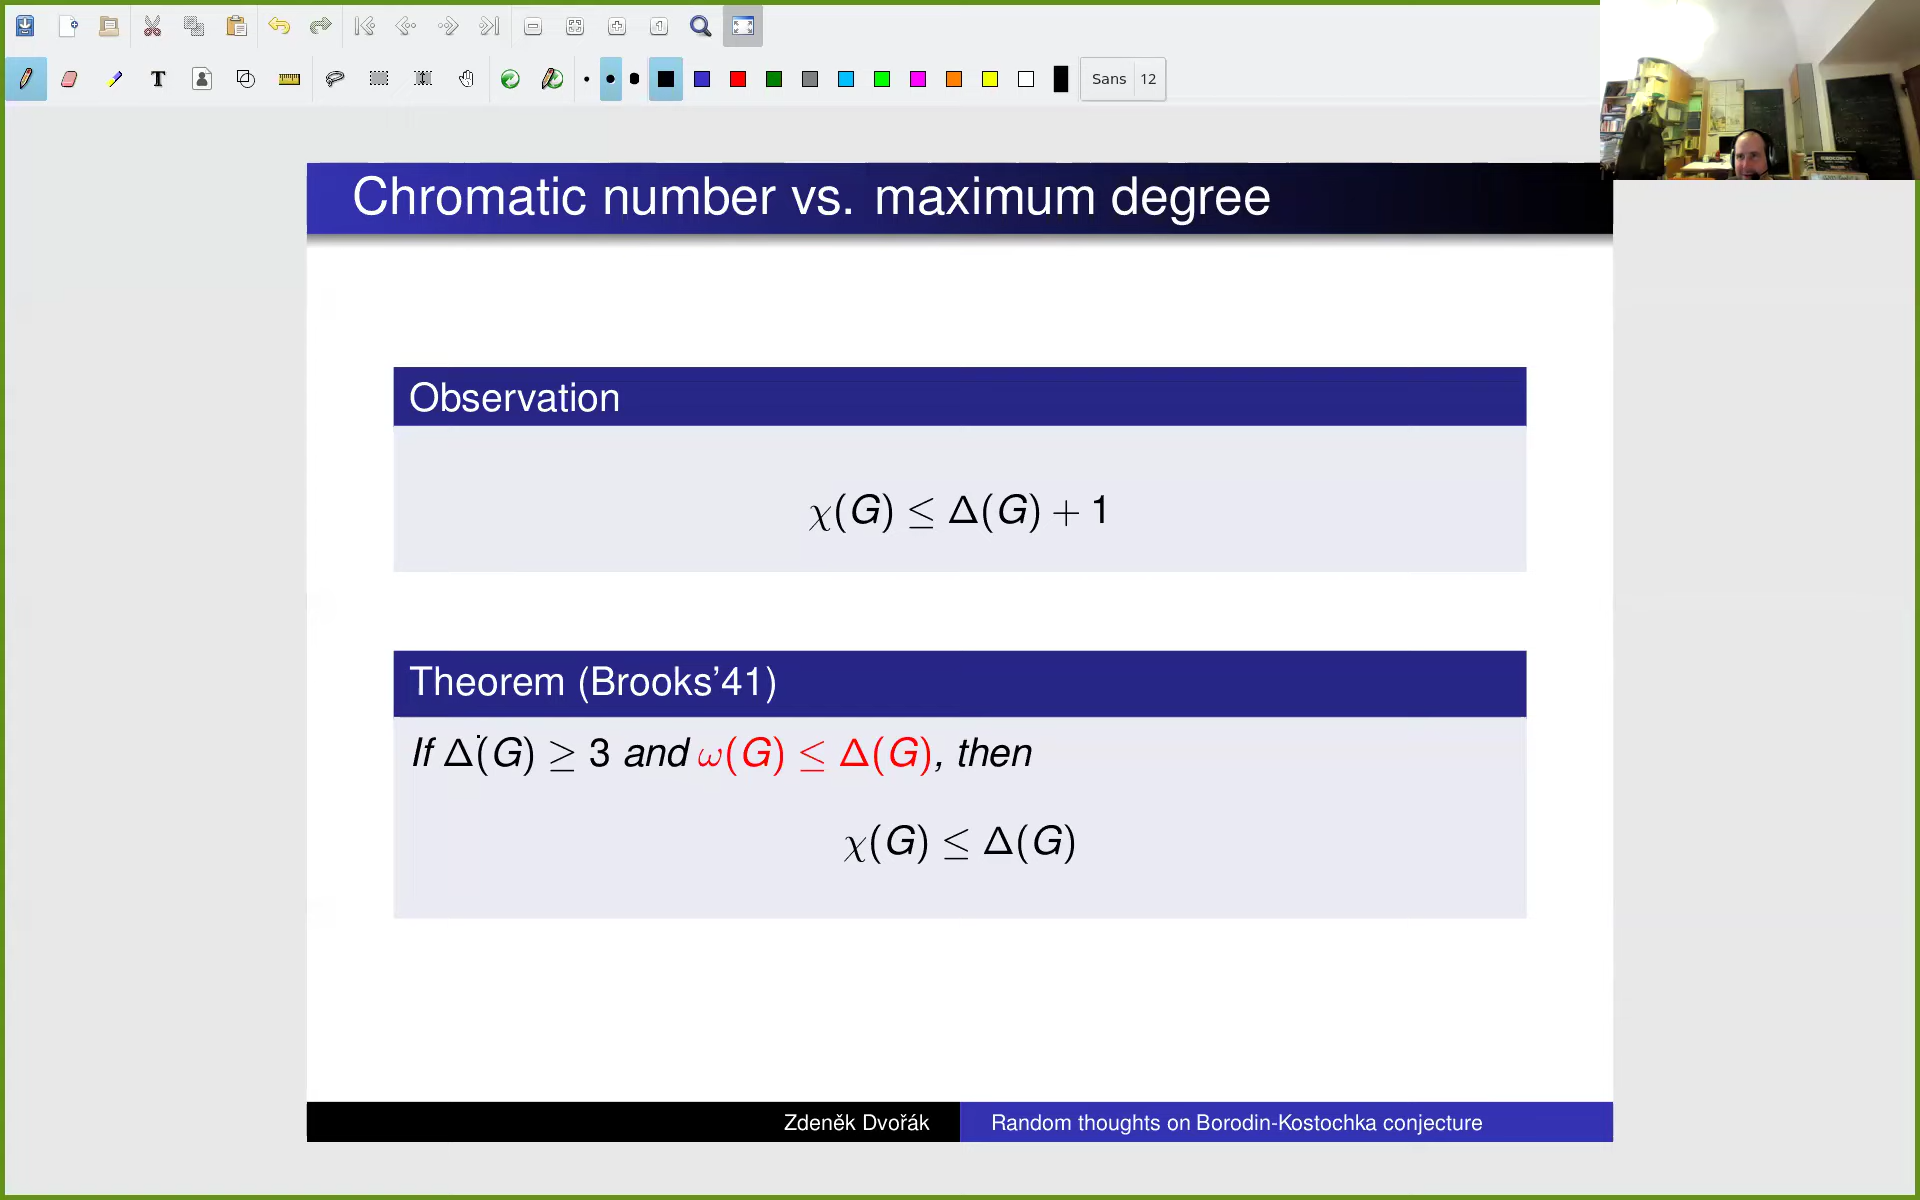 T
Sans 12
Chromatic number vs. maximum degree
Observation
χ(G) ≤ Δ(G) + 1
Theorem (Brooks’41)
If Δ(G) ≥ 3 and ω(G) ≤ Δ(G), then
χ(G) ≤ Δ(G)
Zdeněk Dvořák Random thoughts on Borodin-Kostochka conjecture